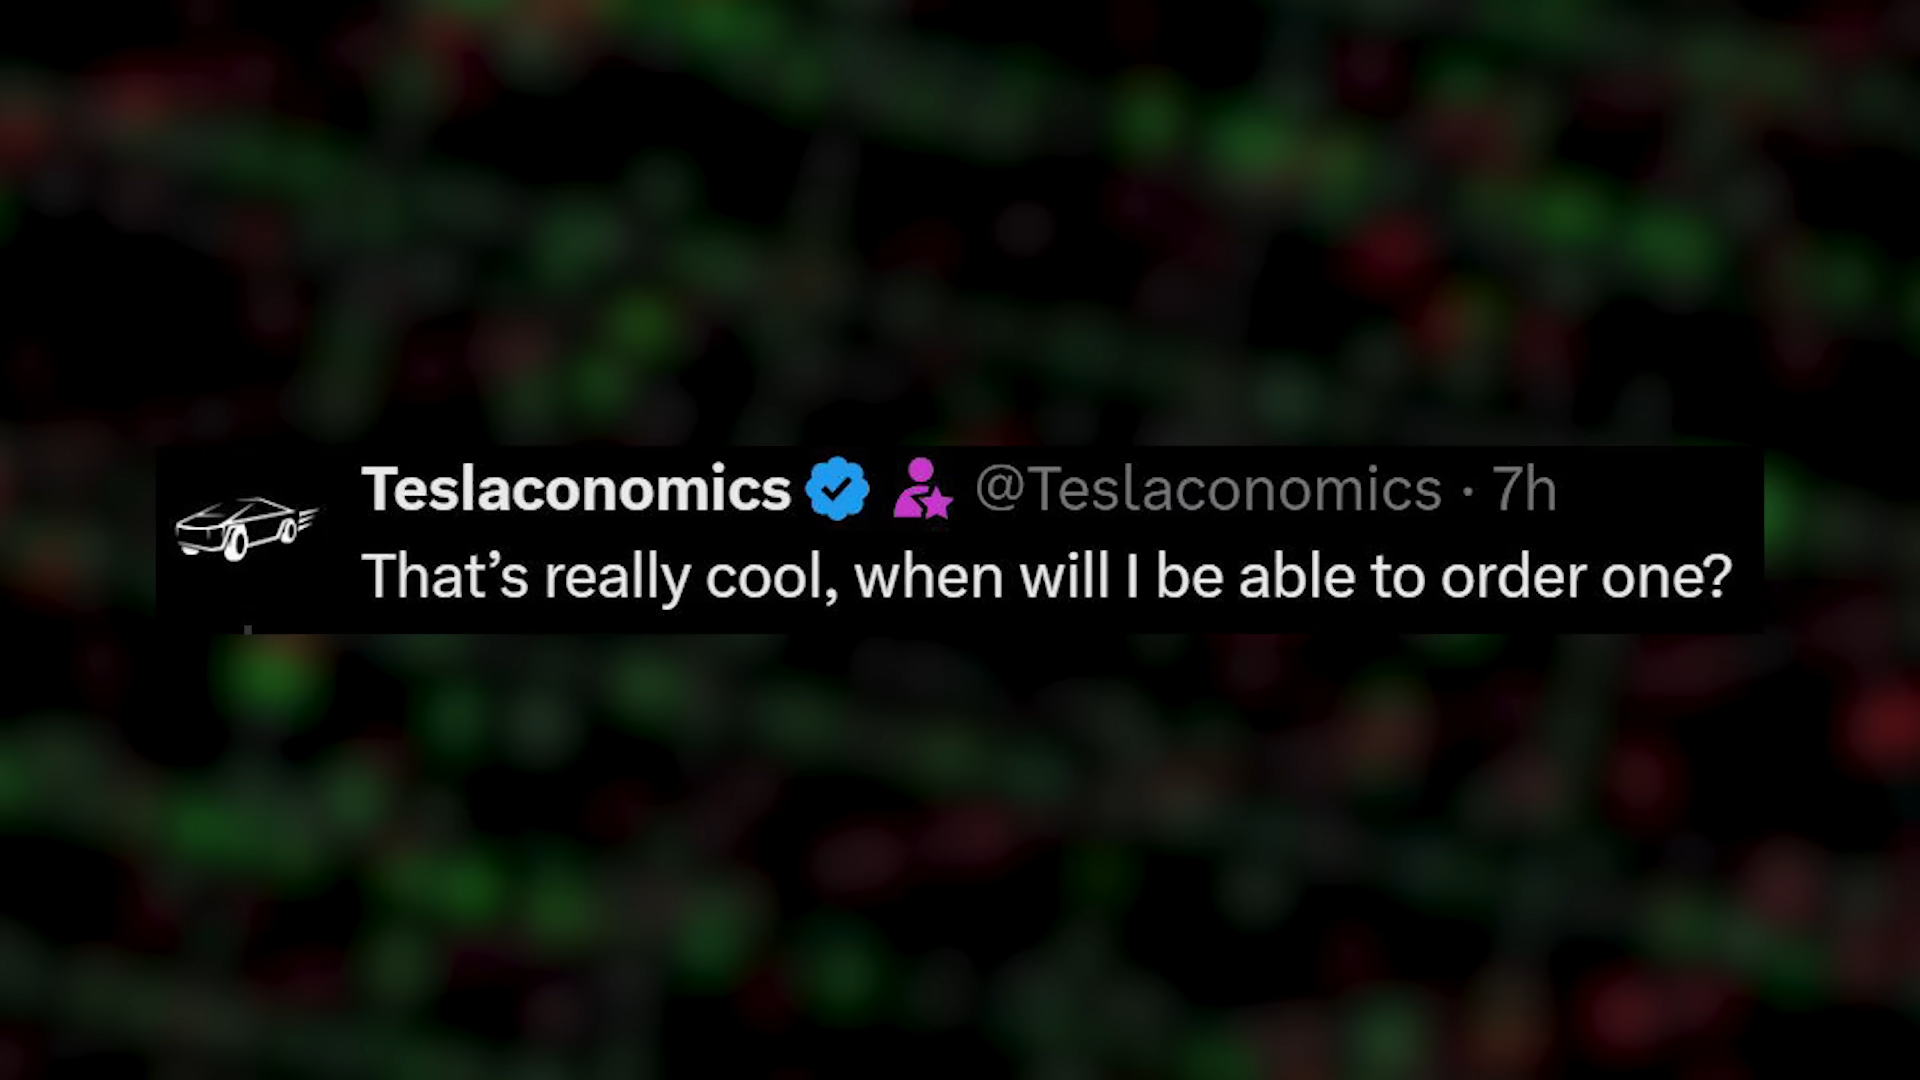 Teslaconomics @Teslaconomics · 7h
That’s really cool, when will I be able to order one?